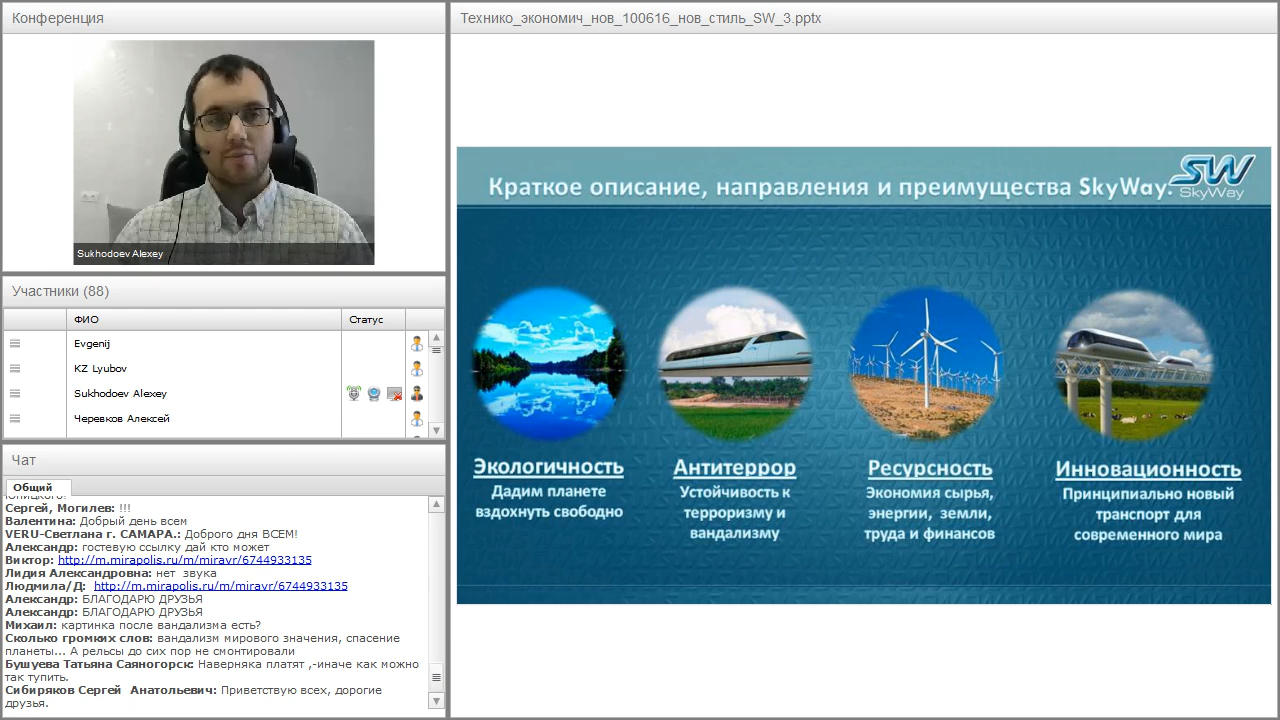 Конференция
Sukhodoev Alexey
Участники (88)
ФИО
Статус
Evgenij
KZ Lyubov
Sukhodoev Alexey
Черевков Алексей
Чат
Общий
Сергей, Могилев: !!!
Валентина: Добрый день всем
VERU-Светлана г. САМАРА.: Доброго дня ВСЕМ!
Александр: гостевую ссылку дай кто может
Виктор: http://m.mirapolis.ru/m/miravr/6744933135
Лидия Александровна: нет звука
Людмила/Д: http://m.mirapolis.ru/m/miravr/6744933135
Александр: БЛАГОДАРЮ ДРУЗЬЯ
Александр: БЛАГОДАРЮ ДРУЗЬЯ
Михаил: картинка после вандализма есть?
Сколько громких слов: вандализм мирового значения, спасение
планеты... А рельсы до сих пор не смонтировали
Бушуева Татьяна Саяногорск: Наверняка платят ,-иначе как можно
так тупить.
Сибиряков Сергей Анатольевич: Приветствую всех, дорогие
друзья.
Технико_экономич_нов_100616_нов_стиль_SW_3.pptx
Краткое описание, направления и преимущества SkyWay.
SW
SkyWay
Экологичность
Дадим планете
вздохнуть свободно
Антитеррор
Устойчивость к
терроризму и
вандализму
Ресурсность
Экономия сырья,
энергии, земли,
труда и финансов
Инновационность
Принципиально новый
транспорт для
современного мира